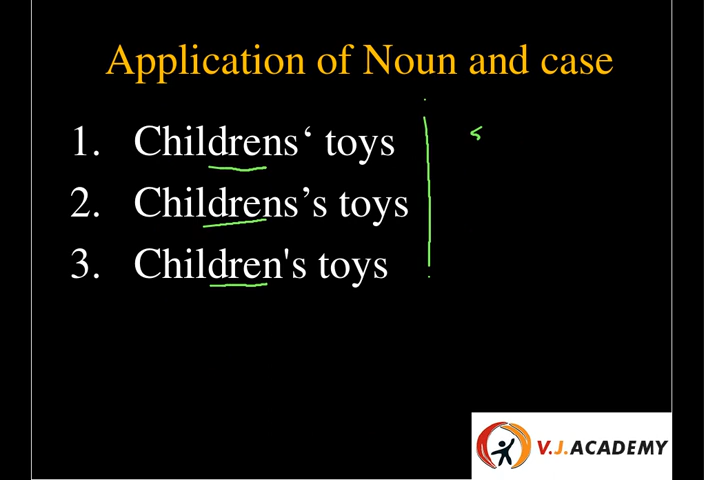 Application of Noun and case
1. Childrens‘ toys
2. Childrens’s toys
3. Children's toys
V.J.ACADEMY